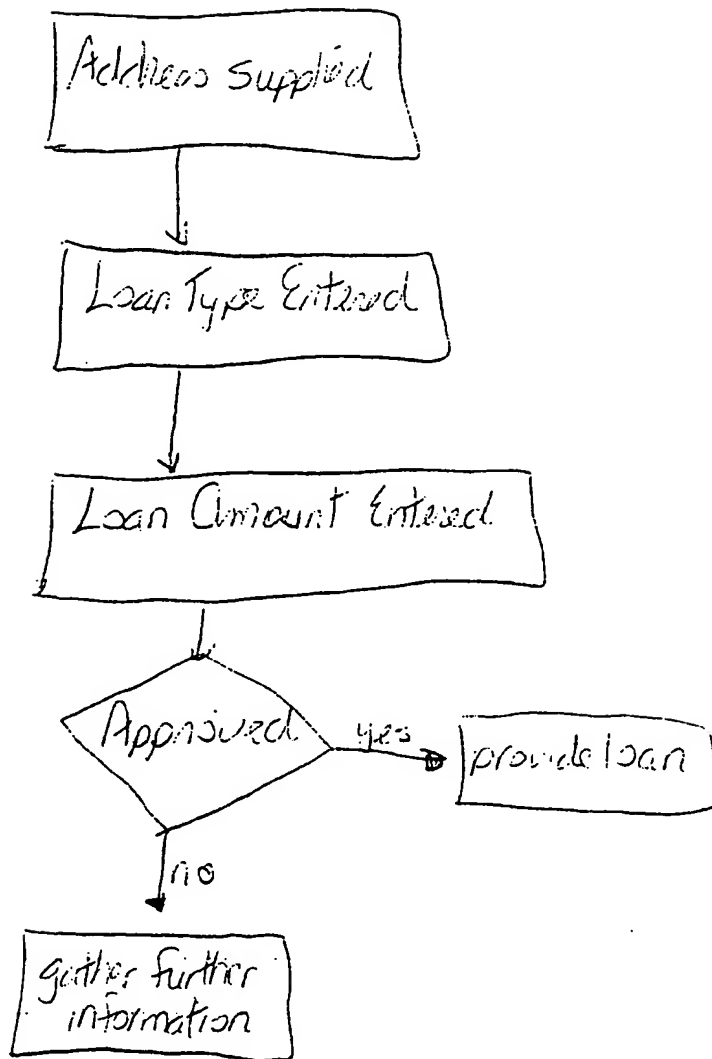 Address Supplied
Loan Type Entered
Loan Amount Entered
Approved
yes
provide loan
no
gather further
information